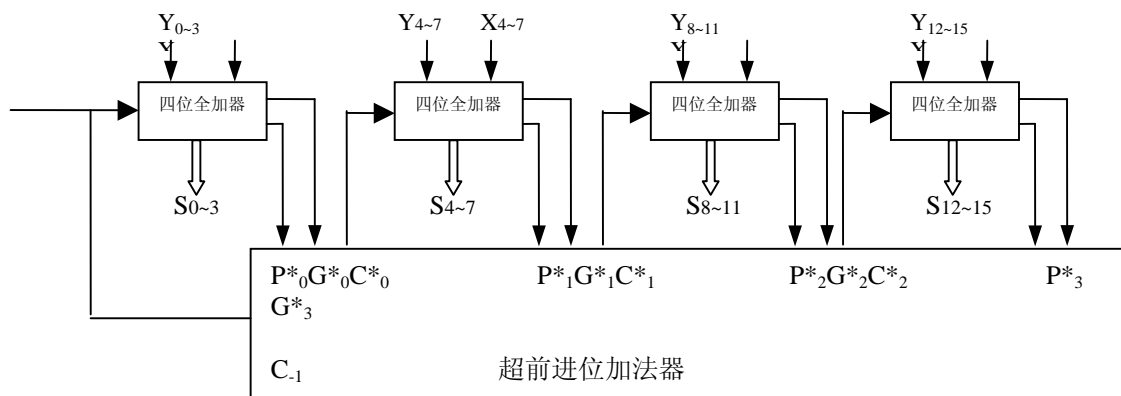 Y0~3 Y4~7 X4~7 Y8~11 Y12~15
四位全加器 四位全加器 四位全加器 四位全加器
S0~3 S4~7 S8~11 S12~15
P*0G*0C*0 P*1G*1C*1 P*2G*2C*2 P*3
G*3
C-1 超前进位加法器